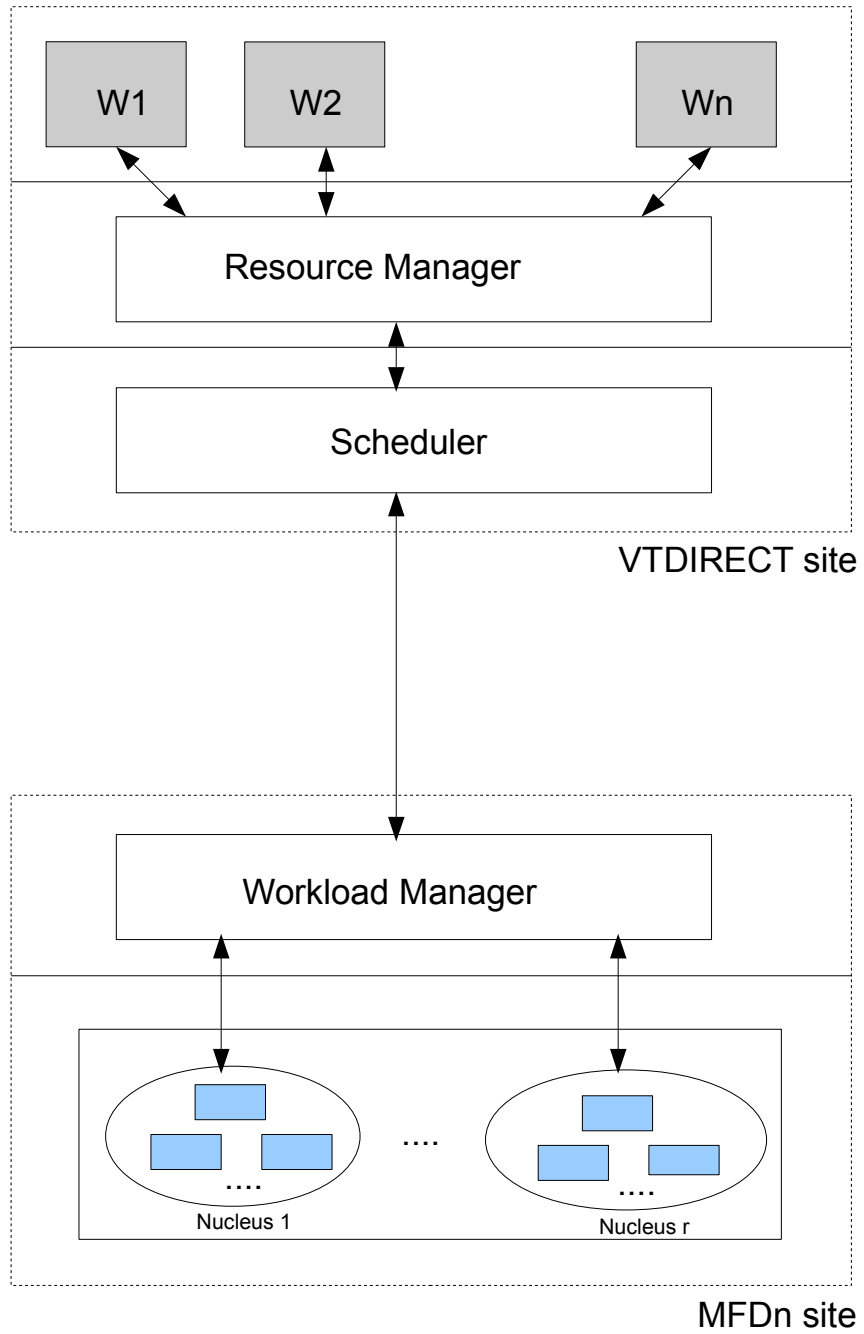 W1
W2
Wn
Resource Manager
Scheduler
VTDIRECT site
Workload Manager
....
....
....
Nucleus 1
Nucleus r
MFDn site